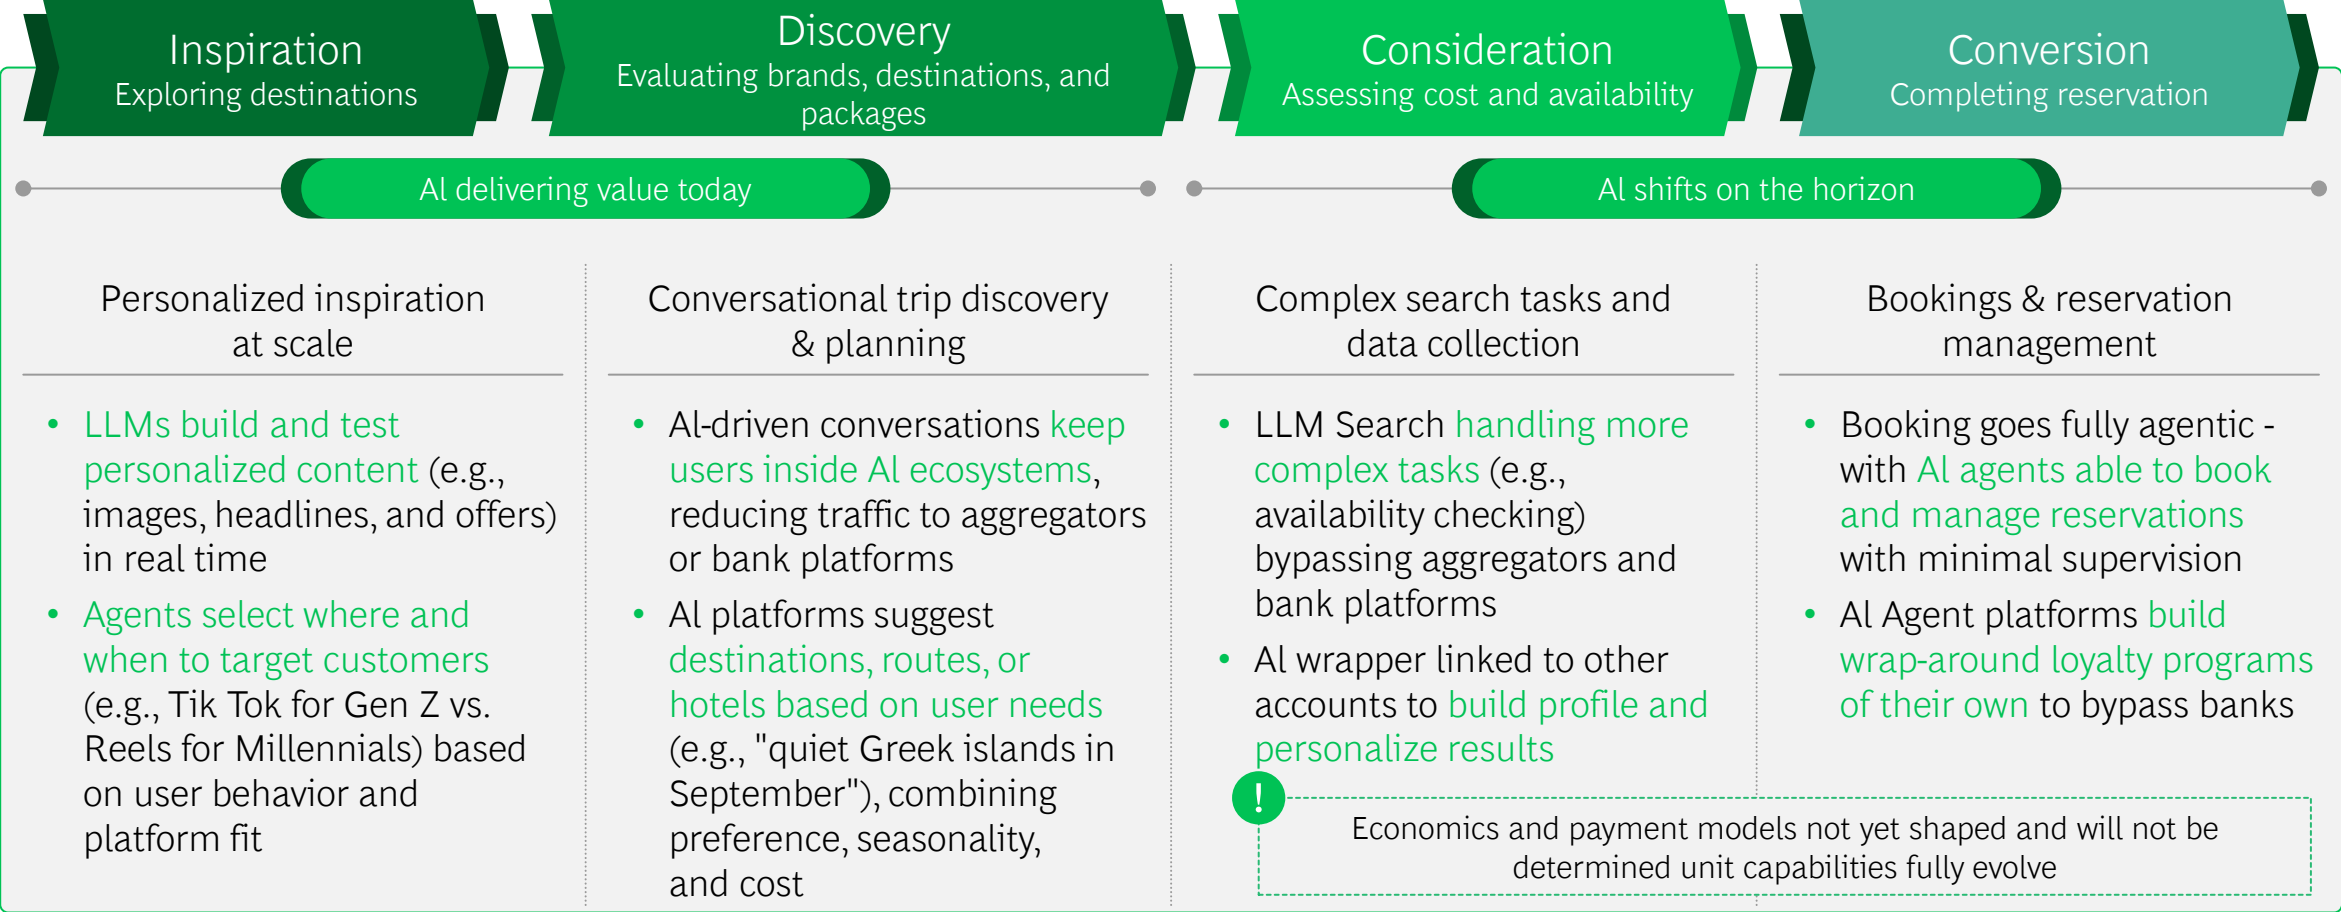 Inspiration
Exploring destinations
Discovery
Evaluating brands, destinations, and
packages
Consideration
Assessing cost and availability
Conversion
Completing reservation
AI delivering value today
AI shifts on the horizon
Personalized inspiration
at scale
• LLMs build and test
personalized content (e.g.,
images, headlines, and offers)
in real time
• Agents select where and
when to target customers
(e.g., Tik Tok for Gen Z vs.
Reels for Millennials) based
on user behavior and
platform fit
Conversational trip discovery
& planning
• AI-driven conversations keep
users inside AI ecosystems,
reducing traffic to aggregators
or bank platforms
• AI platforms suggest
destinations, routes, or
hotels based on user needs
(e.g., "quiet Greek islands in
September"), combining
preference, seasonality,
and cost
Complex search tasks and
data collection
• LLM Search handling more
complex tasks (e.g.,
availability checking)
bypassing aggregators and
bank platforms
• AI wrapper linked to other
accounts to build profile and
personalize results
Bookings & reservation
management
• Booking goes fully agentic -
with AI agents able to book
and manage reservations
with minimal supervision
• AI Agent platforms build
wrap-around loyalty programs
of their own to bypass banks
!
Economics and payment models not yet shaped and will not be
determined unit capabilities fully evolve